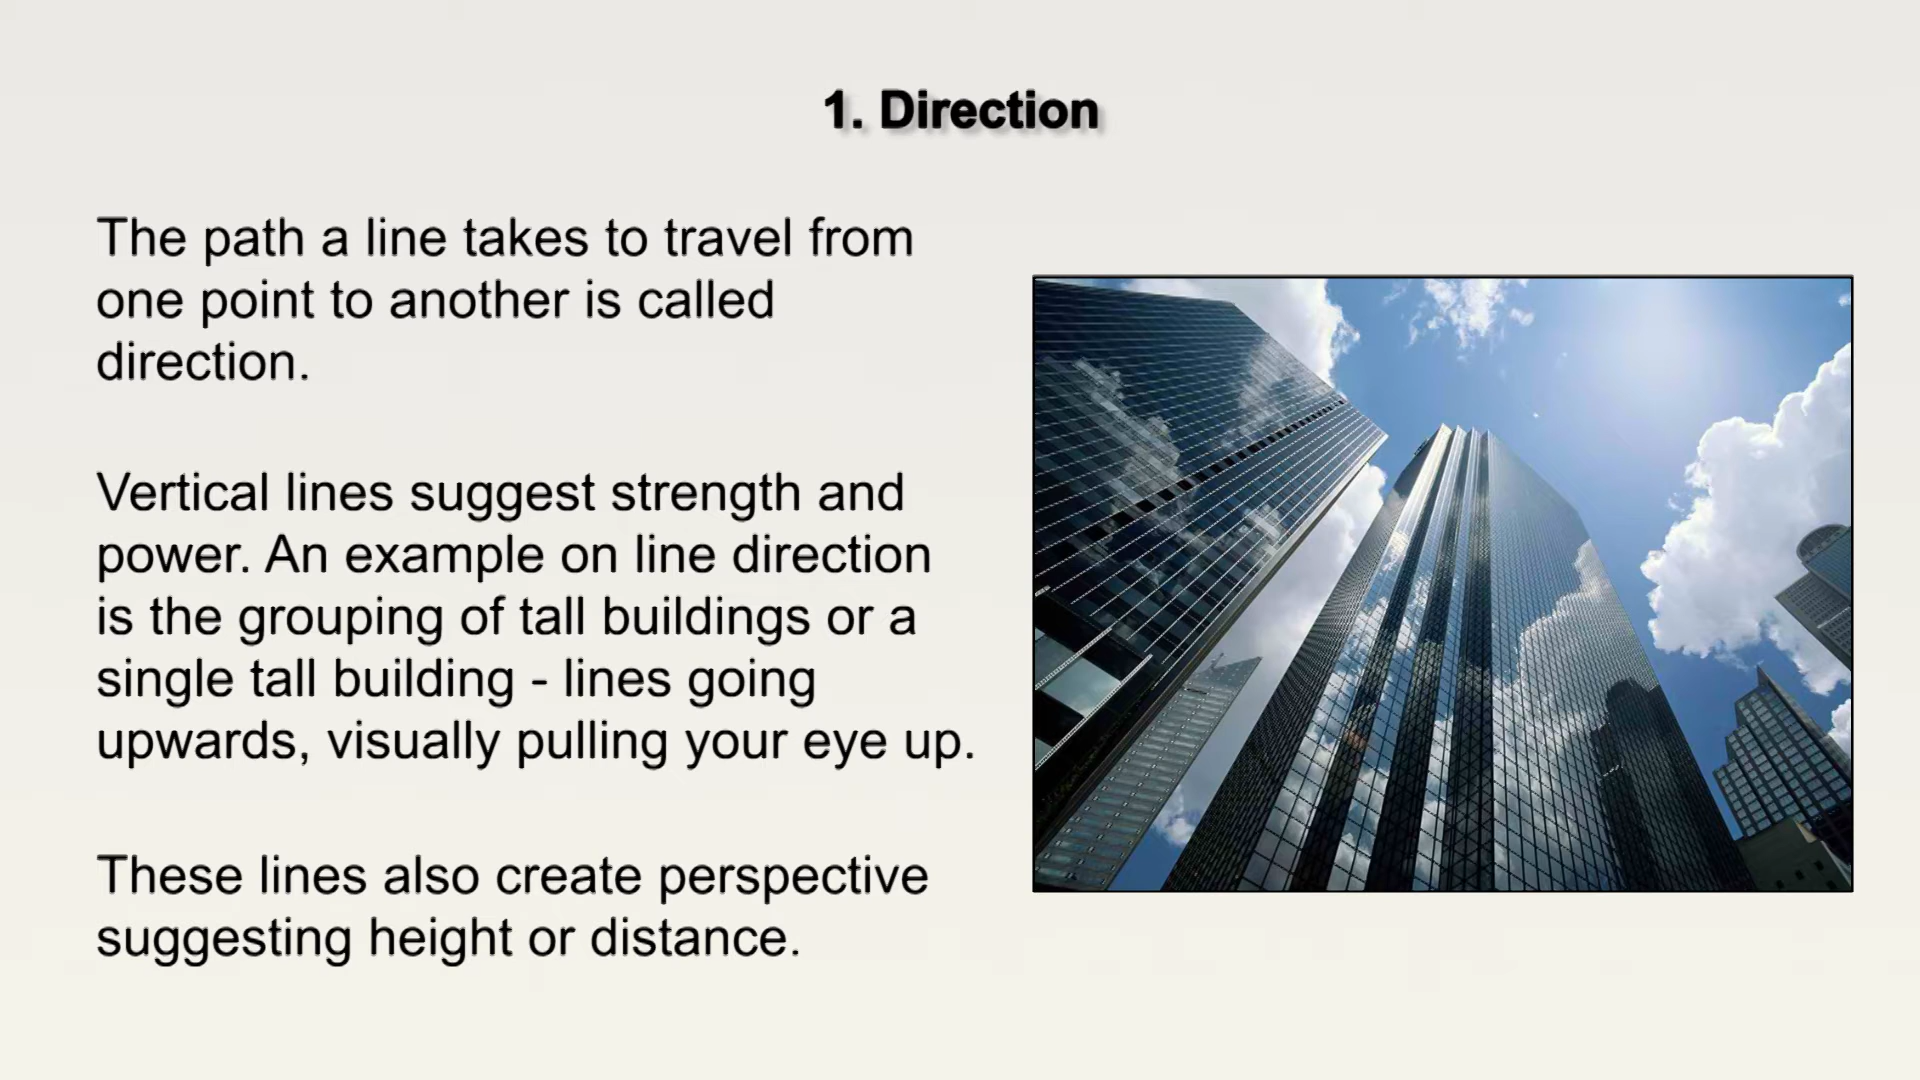 1. Direction
The path a line takes to travel from
one point to another is called
direction.
Vertical lines suggest strength and
power. An example on line direction
is the grouping of tall buildings or a
single tall building - lines going
upwards, visually pulling your eye up.
These lines also create perspective
suggesting height or distance.